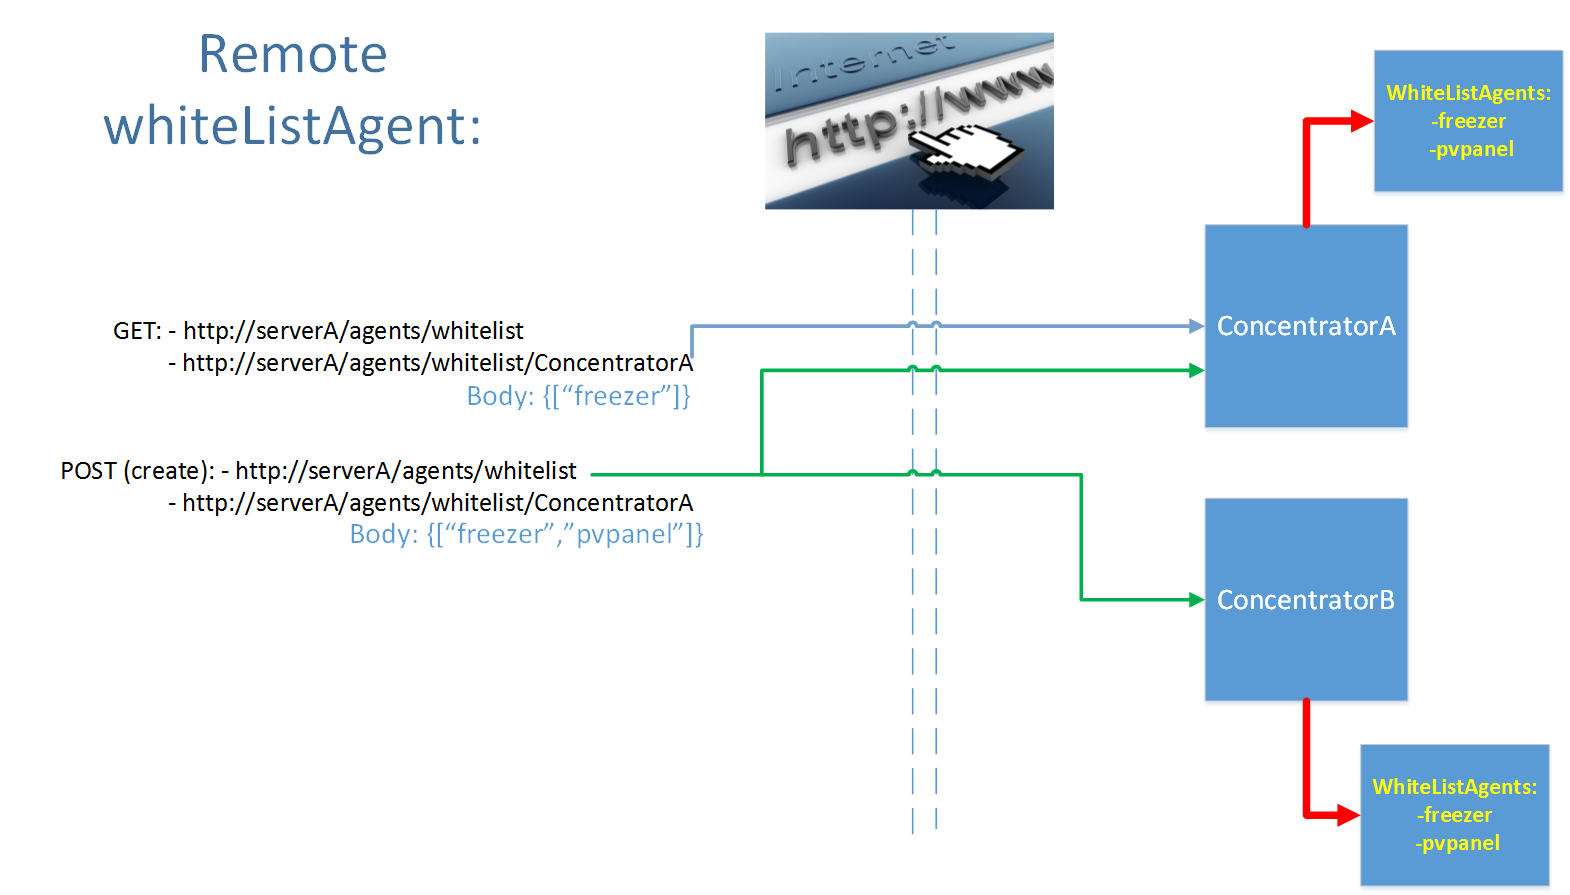 Remote
whiteListAgent:
Internet
http://www
WhiteListAgents:
-freezer
-pvpanel
GET: - http://serverA/agents/whitelist
- http://serverA/agents/whitelist/ConcentratorA
Body: {[“freezer”]}
ConcentratorA
POST (create): - http://serverA/agents/whitelist
- http://serverA/agents/whitelist/ConcentratorA
Body: {[“freezer”,”pvpanel”]}
ConcentratorB
WhiteListAgents:
-freezer
-pvpanel